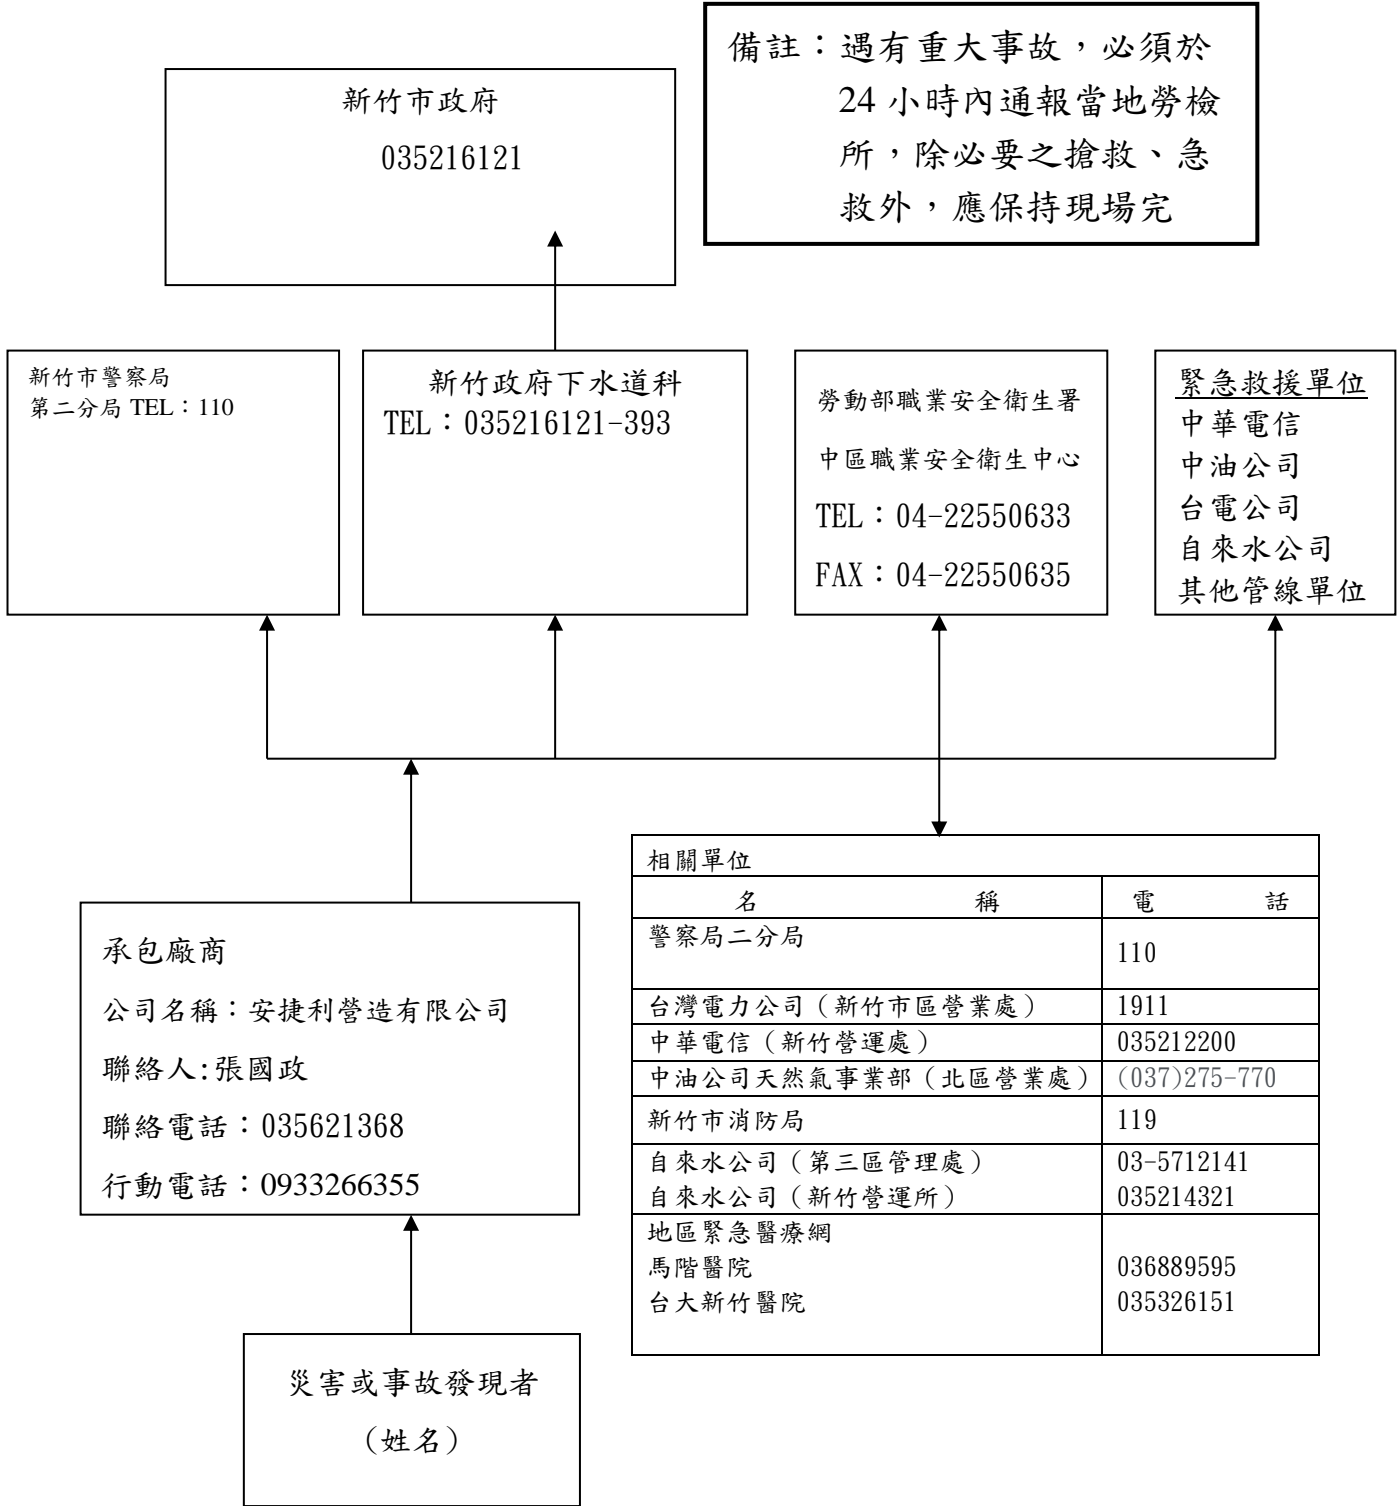 備註：遇有重大事故，必須於
24 小時內通報當地勞檢
所，除必要之搶救、急
救外，應保持現場完
新竹市政府
035216121
新竹市警察局
第二分局 TEL：110
新竹政府下水道科
TEL：035216121-393
勞動部職業安全衛生署
中區職業安全衛生中心
TEL：04-22550633
FAX：04-22550635
緊急救援單位
中華電信
中油公司
台電公司
自來水公司
其他管線單位
承包廠商
公司名稱：安捷利營造有限公司
聯絡人:張國政
聯絡電話：035621368
行動電話：0933266355
相關單位
名 稱 電 話
警察局二分局 110
台灣電力公司（新竹市區營業處） 1911
中華電信（新竹營運處） 035212200
中油公司天然氣事業部（北區營業處） (037)275-770
新竹市消防局 119
自來水公司（第三區管理處） 03-5712141
自來水公司（新竹營運所） 035214321
地區緊急醫療網
馬階醫院 036889595
台大新竹醫院 035326151
災害或事故發現者
（姓名）